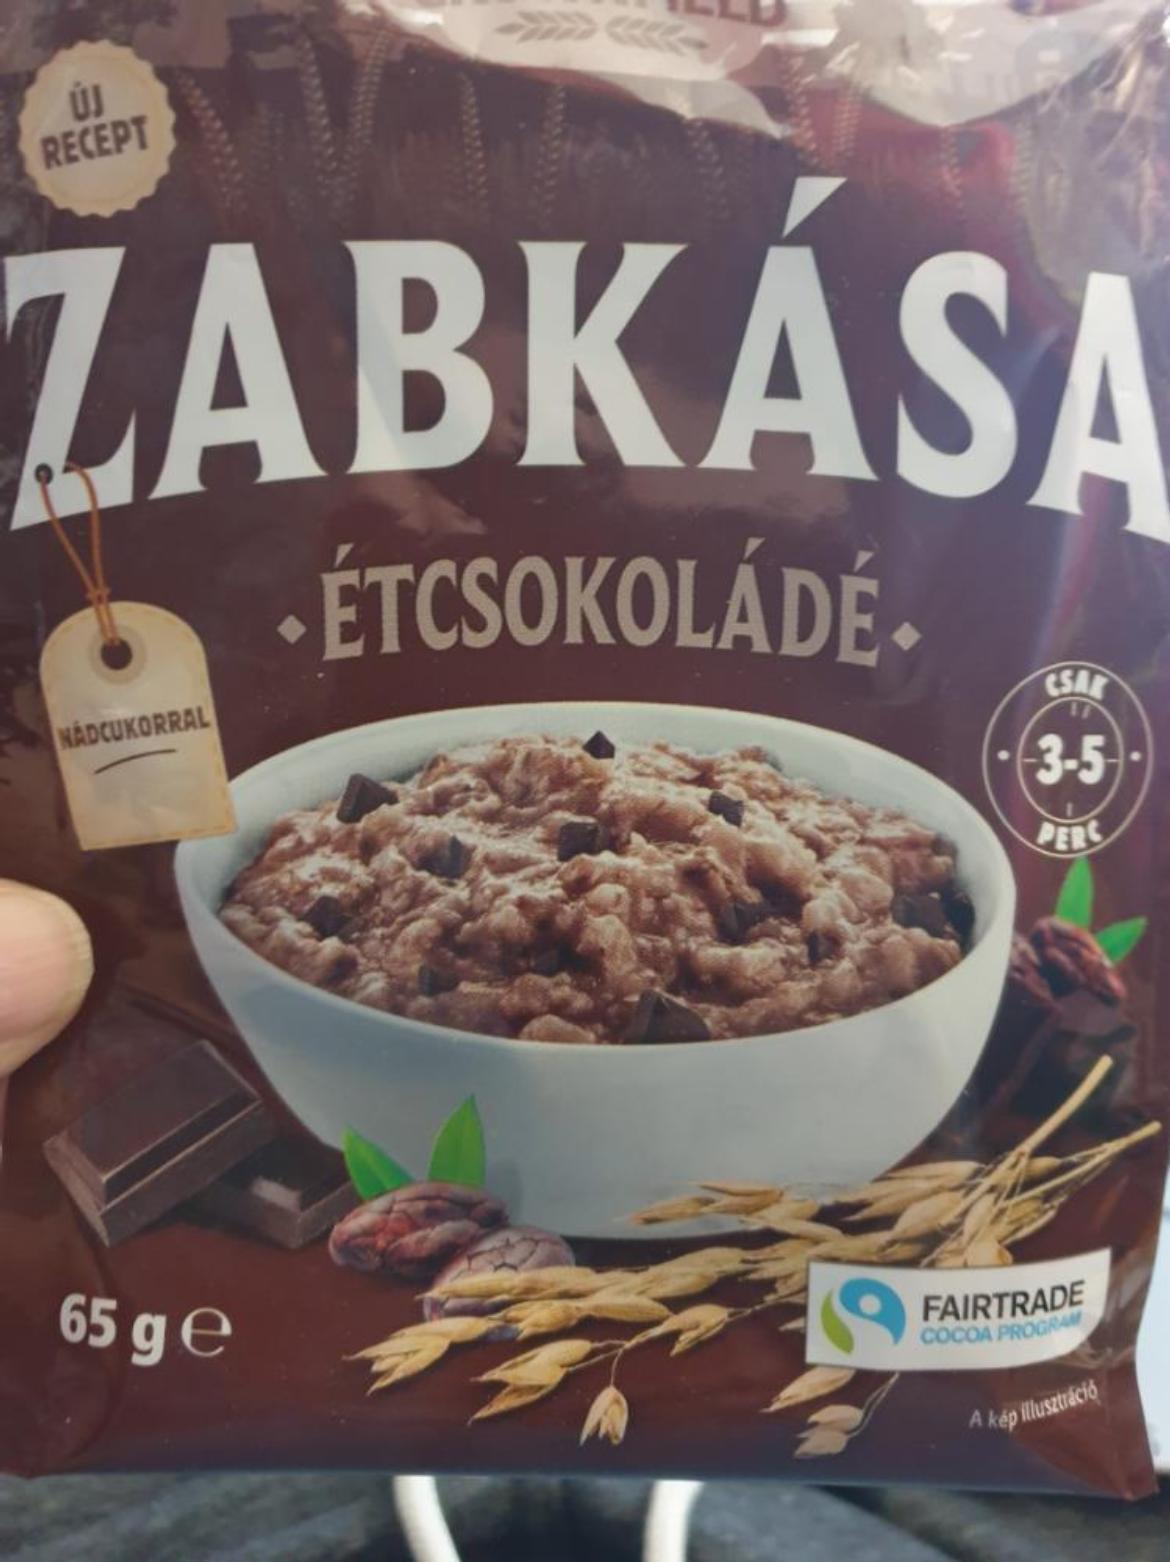 ÚJ
RECEPT
ZABKÁSA
ÉTCSOKOLÁDÉ
NÁDCUKORRAL
CSAK
3-5
PERC
65 g e
FAIRTRADE
COCOA PROGRAM
A kép illusztráció